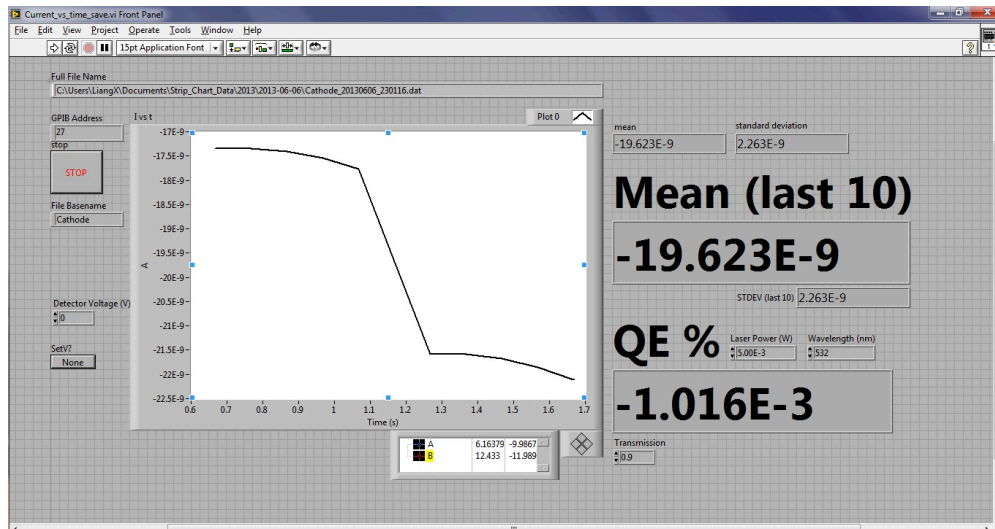 Current_vs_time_save.vi Front Panel
File Edit View Project Operate Tools Window Help
15pt Application Font
Full File Name
C:\Users\LiangX\Documents\Strip_Chart_Data\2013\2013-06-06\Cathode_20130606_230116.dat
GPIB Address
27
stop
STOP
File Basename
Cathode
Detector Voltage (V)
0
SetV?
None
I vs t
Plot 0
-17E-9
-17.5E-9
-18E-9
-18.5E-9
-19E-9
-19.5E-9
-20E-9
-20.5E-9
-21E-9
-21.5E-9
-22E-9
-22.5E-9
A
0.6 0.7 0.8 0.9 1 1.1 1.2 1.3 1.4 1.5 1.6 1.7
Time (s)
A 6.16379 -9.9867
B 12.433 -11.989
mean
-19.623E-9
standard deviation
2.263E-9
Mean (last 10)
-19.623E-9
STDEV (last 10) 2.263E-9
QE %
Laser Power (W)
5.00E-3
Wavelength (nm)
532
-1.016E-3
Transmission
0.9